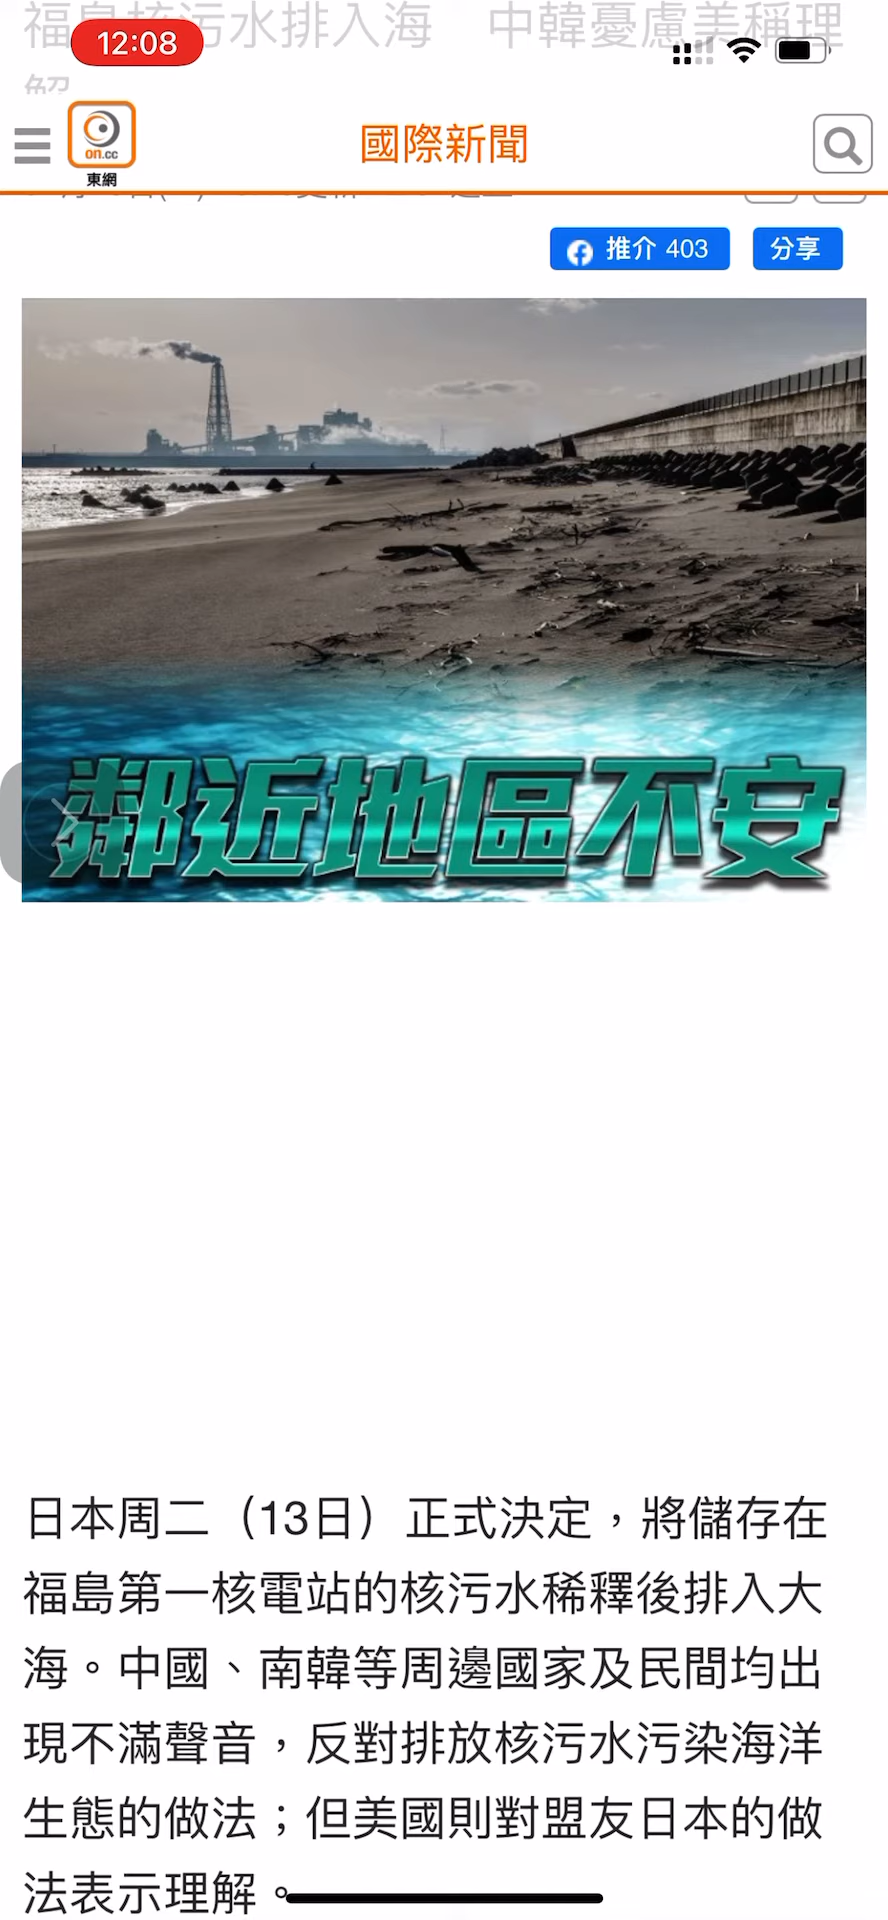 福島核污水排入海　中韓憂慮美稱理
解
12:08
on.cc
東網
國際新聞
推介 403
分享
鄰近地區不安
日本周二（13日）正式決定，將儲存在
福島第一核電站的核污水稀釋後排入大
海。中國、南韓等周邊國家及民間均出
現不滿聲音，反對排放核污水污染海洋
生態的做法；但美國則對盟友日本的做
法表示理解。